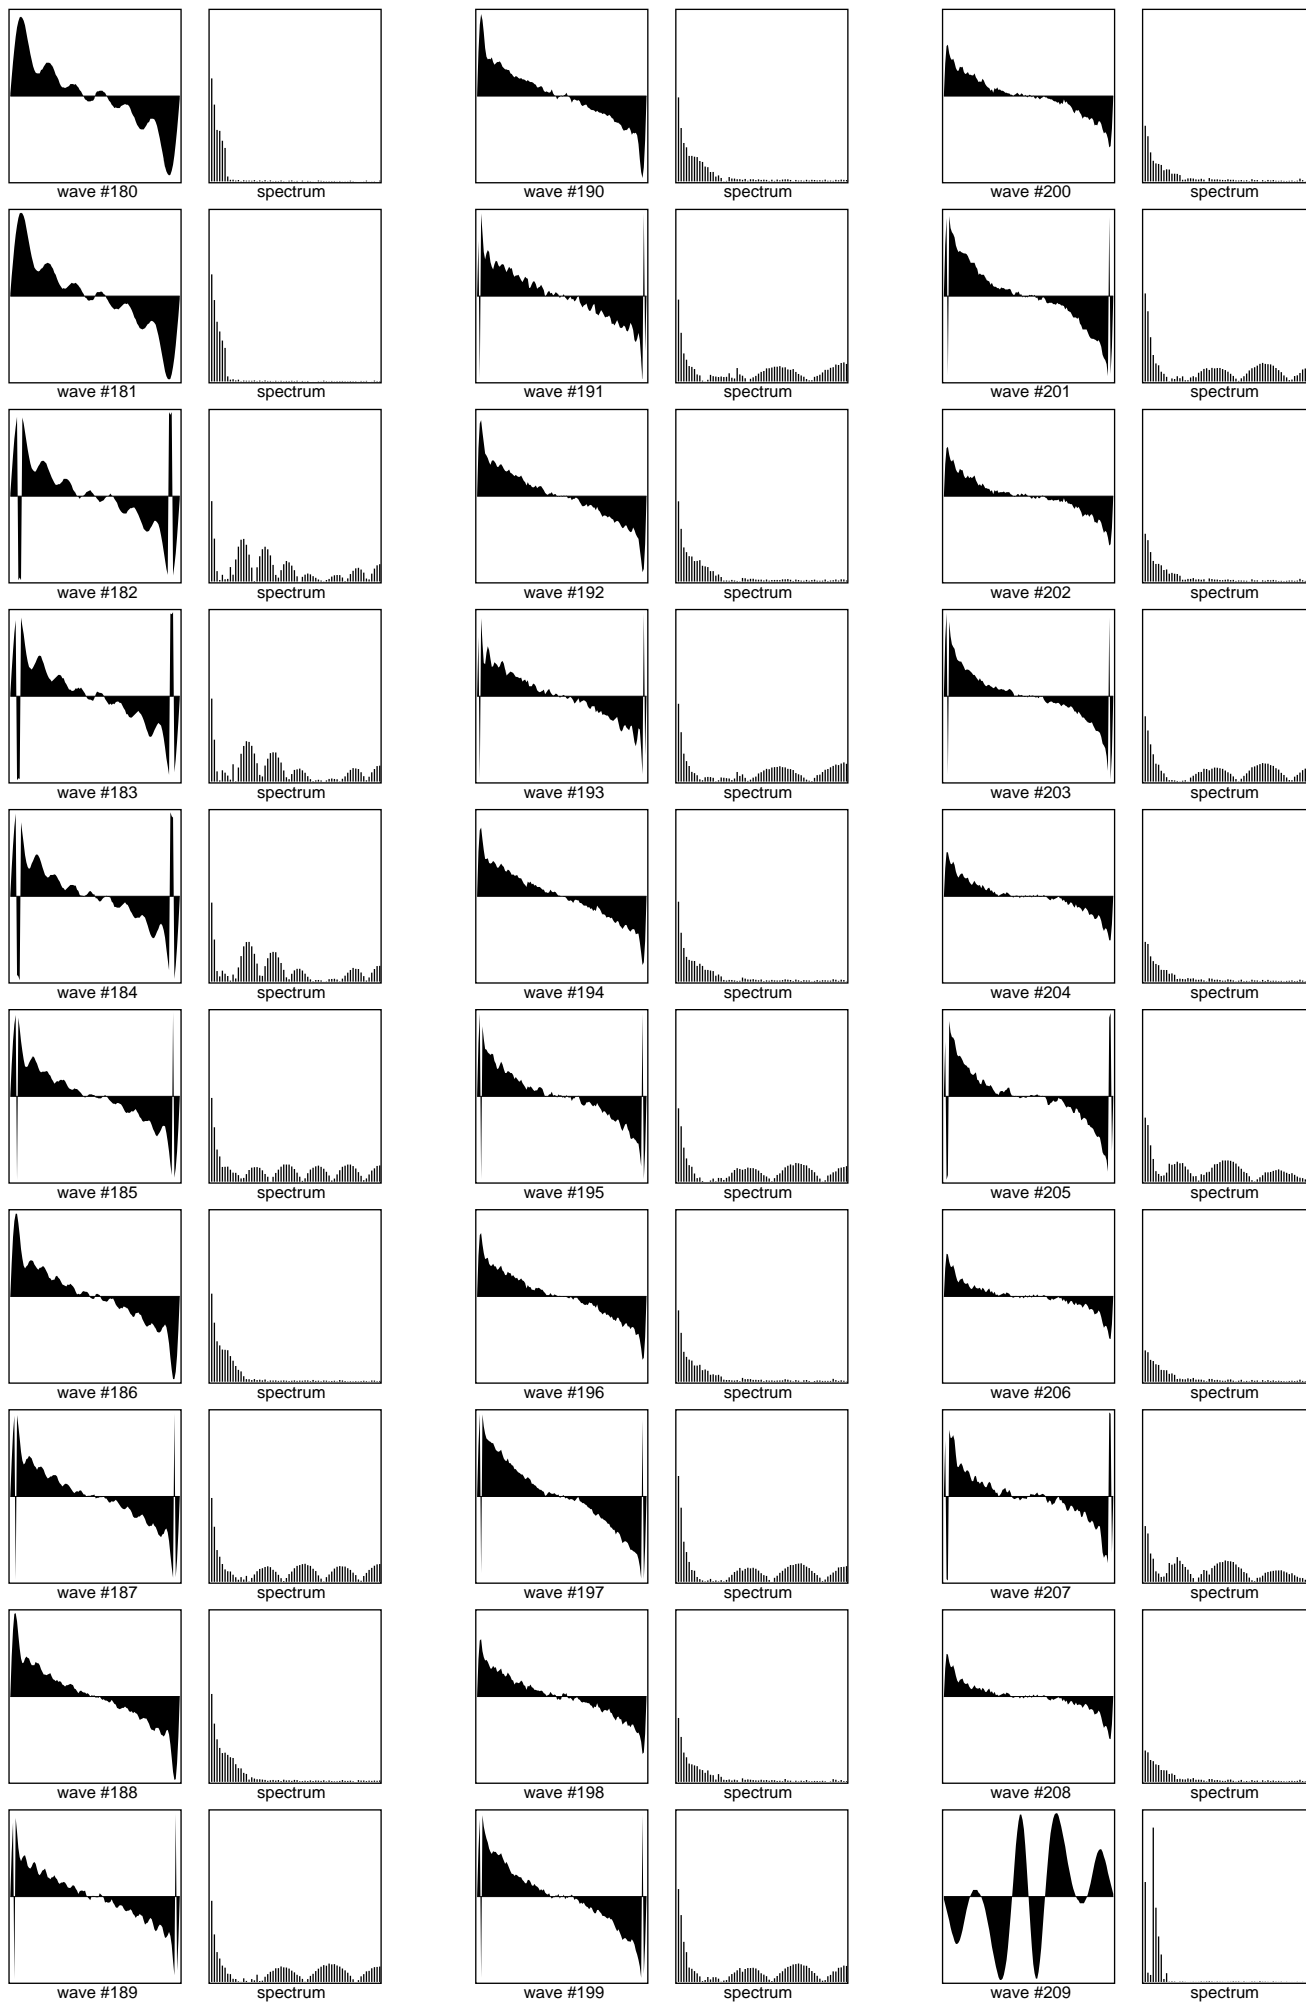 wave #180 spectrum wave #190 spectrum wave #200 spectrum
wave #181 spectrum wave #191 spectrum wave #201 spectrum
wave #182 spectrum wave #192 spectrum wave #202 spectrum
wave #183 spectrum wave #193 spectrum wave #203 spectrum
wave #184 spectrum wave #194 spectrum wave #204 spectrum
wave #185 spectrum wave #195 spectrum wave #205 spectrum
wave #186 spectrum wave #196 spectrum wave #206 spectrum
wave #187 spectrum wave #197 spectrum wave #207 spectrum
wave #188 spectrum wave #198 spectrum wave #208 spectrum
wave #189 spectrum wave #199 spectrum wave #209 spectrum